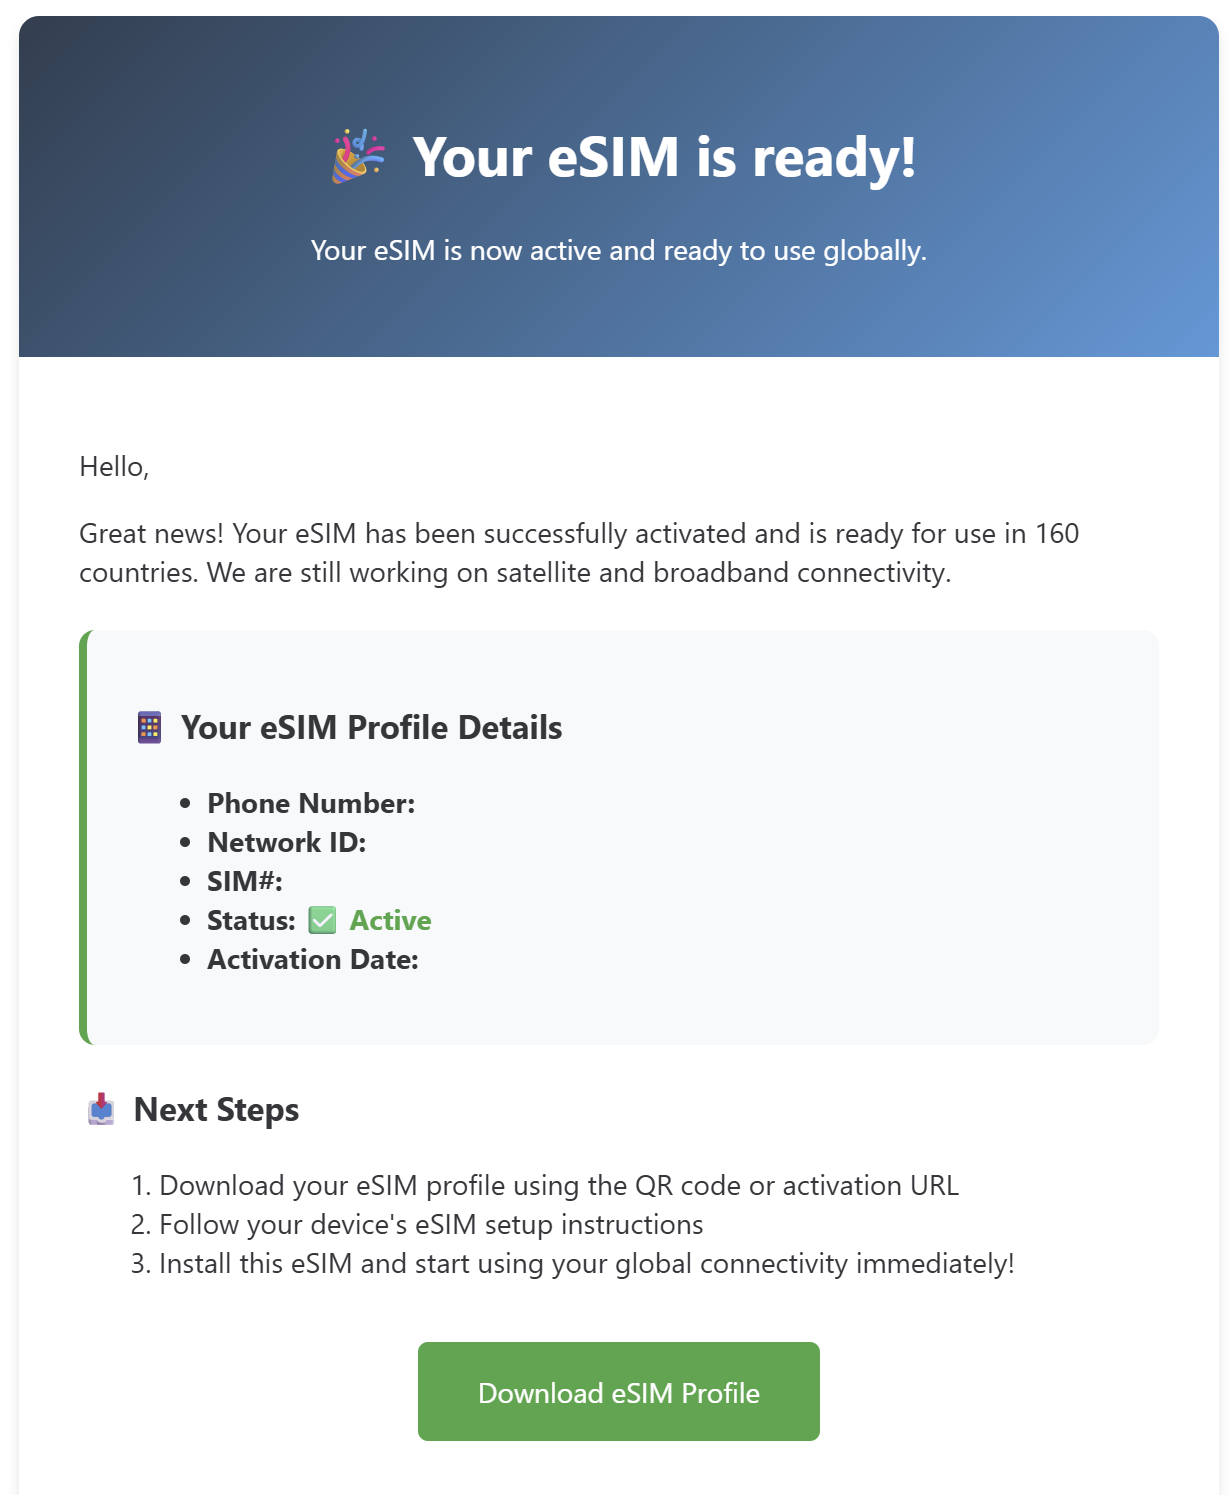 🎉 Your eSIM is ready!
Your eSIM is now active and ready to use globally.
Hello,
Great news! Your eSIM has been successfully activated and is ready for use in 160
countries. We are still working on satellite and broadband connectivity.
📱 Your eSIM Profile Details
• Phone Number:
• Network ID:
• SIM#:
• Status: ✅ Active
• Activation Date:
📥 Next Steps
1. Download your eSIM profile using the QR code or activation URL
2. Follow your device's eSIM setup instructions
3. Install this eSIM and start using your global connectivity immediately!
Download eSIM Profile